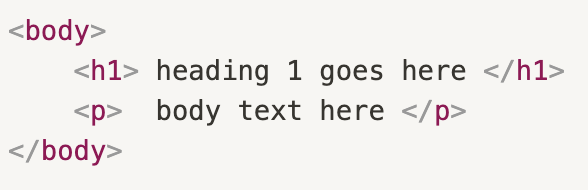 <body>
    <h1> heading 1 goes here </h1>
    <p>  body text here </p>
</body>